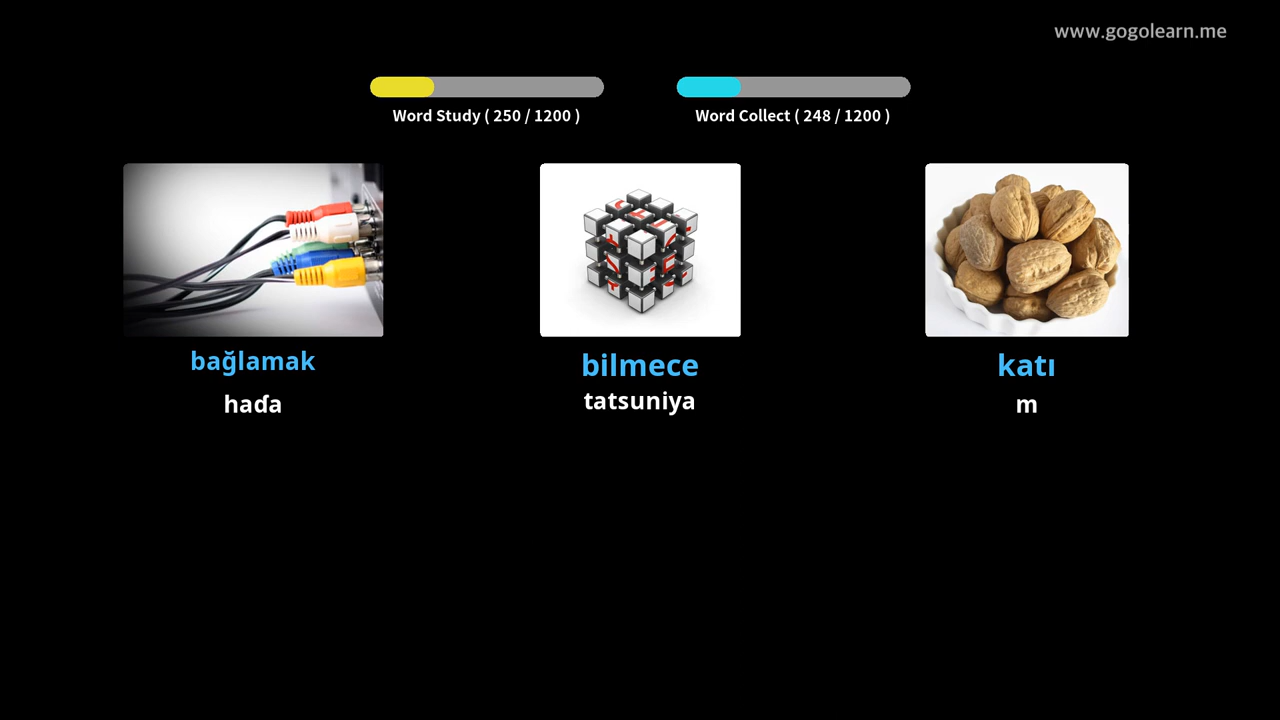 www.gogolearn.me
Word Study ( 250 / 1200 )
Word Collect ( 248 / 1200 )
bağlamak
haɗa
bilmece
tatsuniya
katı
m